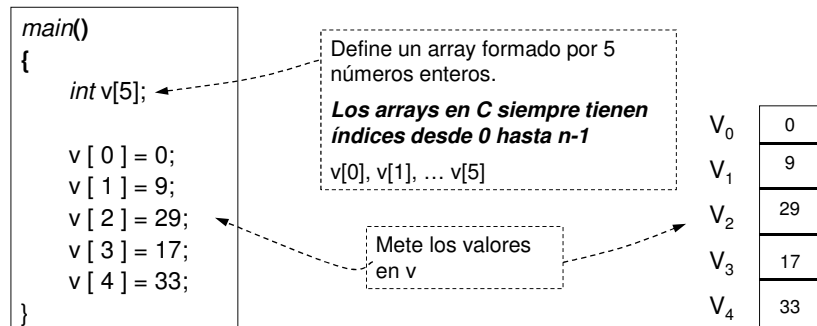 main()
{
int v[5];
v [ 0 ] = 0;
v [ 1 ] = 9;
v [ 2 ] = 29;
v [ 3 ] = 17;
v [ 4 ] = 33;
}
Define un array formado por 5
números enteros.
Los arrays en C siempre tienen
índices desde 0 hasta n-1
v[0], v[1], … v[5]
Mete los valores
en v
V0 0
V1 9
V2 29
V3 17
V4 33